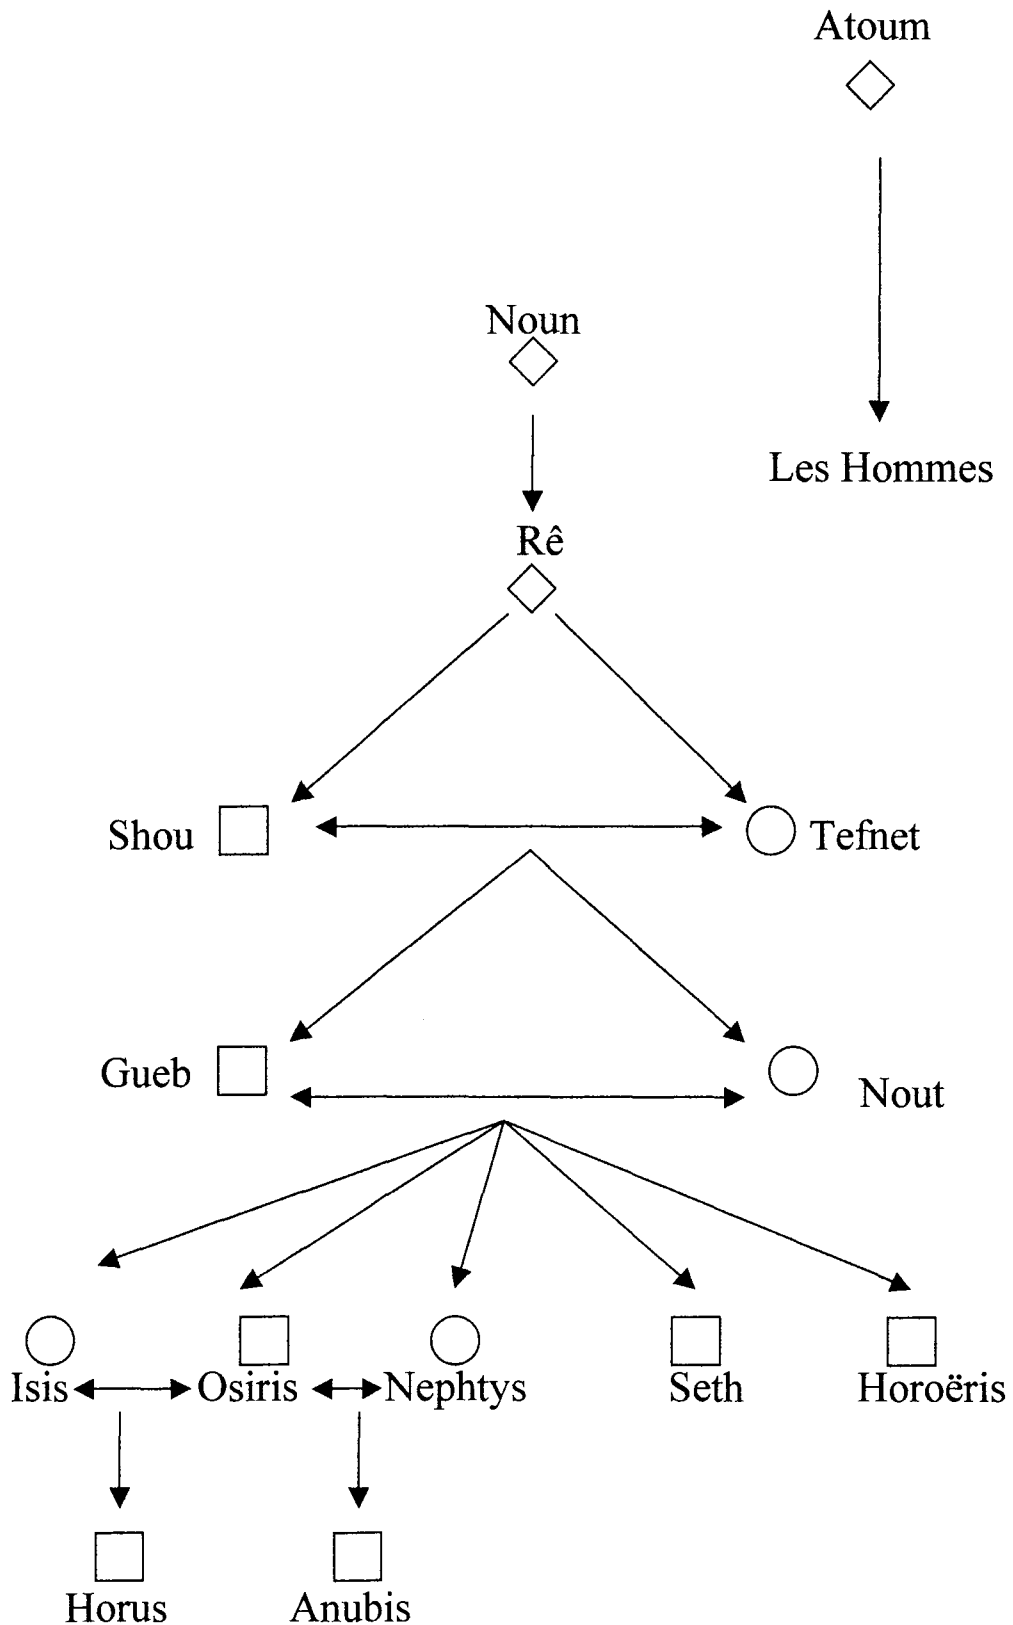 Atoum
Noun
Les Hommes
Rê
Shou
Tefnet
Gueb
Nout
Isis
Osiris
Nephtys
Seth
Horoëris
Horus
Anubis